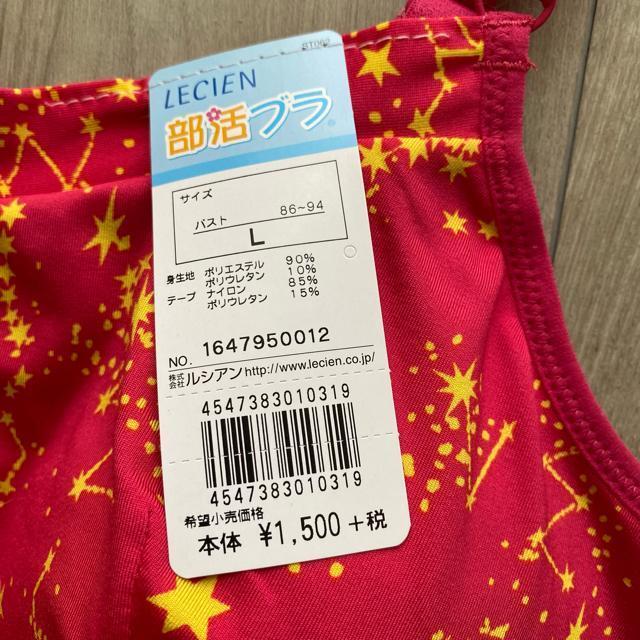 ST062
LECIEN
部活ブラ®
サイズ
バスト 86~94
L
身生地 ポリエステル 90%
ポリウレタン 10%
テープ ナイロン 85%
ポリウレタン 15%
NO. 1647950012
株式会社 ルシアン http://www.lecien.co.jp/
4547383010319
4547383010319
希望小売価格
本体 ¥1,500+税